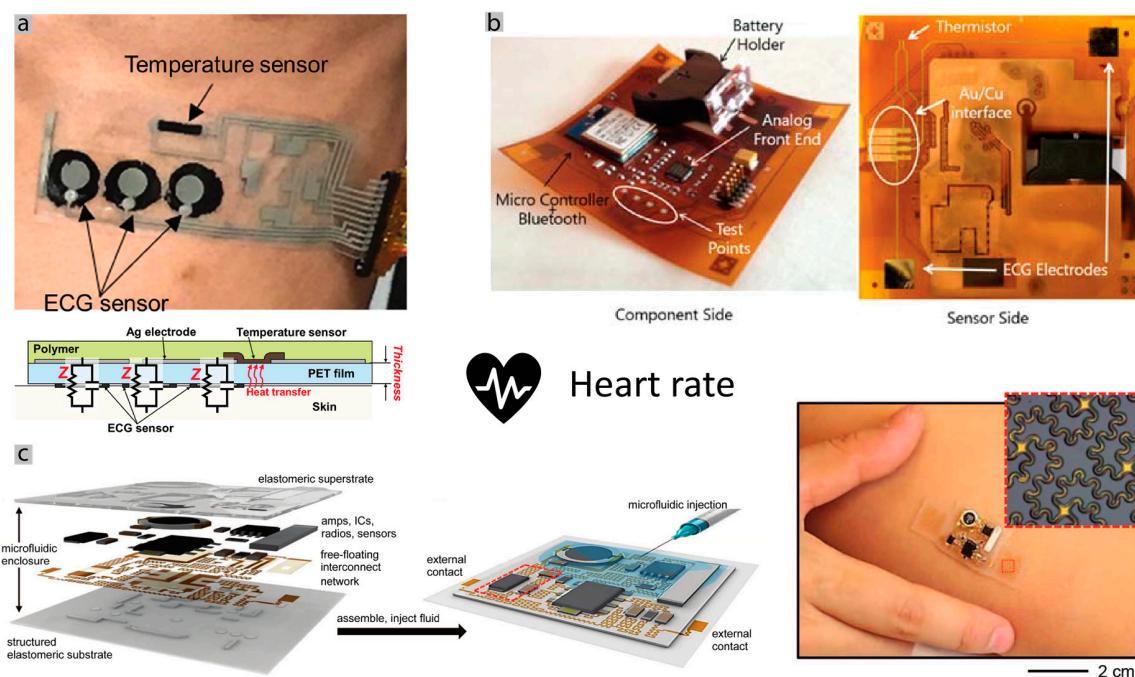 a
Temperature sensor
ECG sensor
Ag electrode
Temperature sensor
Polymer
Z
Z
Z
PET film
Heat transfer
Thickness
Skin
ECG sensor
b
Battery
Holder
Analog
Front End
Micro Controller
+
Bluetooth
Test
Points
Component Side
Thermistor
Au/Cu
interface
ECG Electrodes
Sensor Side
Heart rate
c
elastomeric superstrate
amps, ICs,
radios, sensors
microfluidic
enclosure
free-floating
interconnect
network
structured
elastomeric substrate
assemble, inject fluid
microfluidic injection
external
contact
external
contact
2 cm